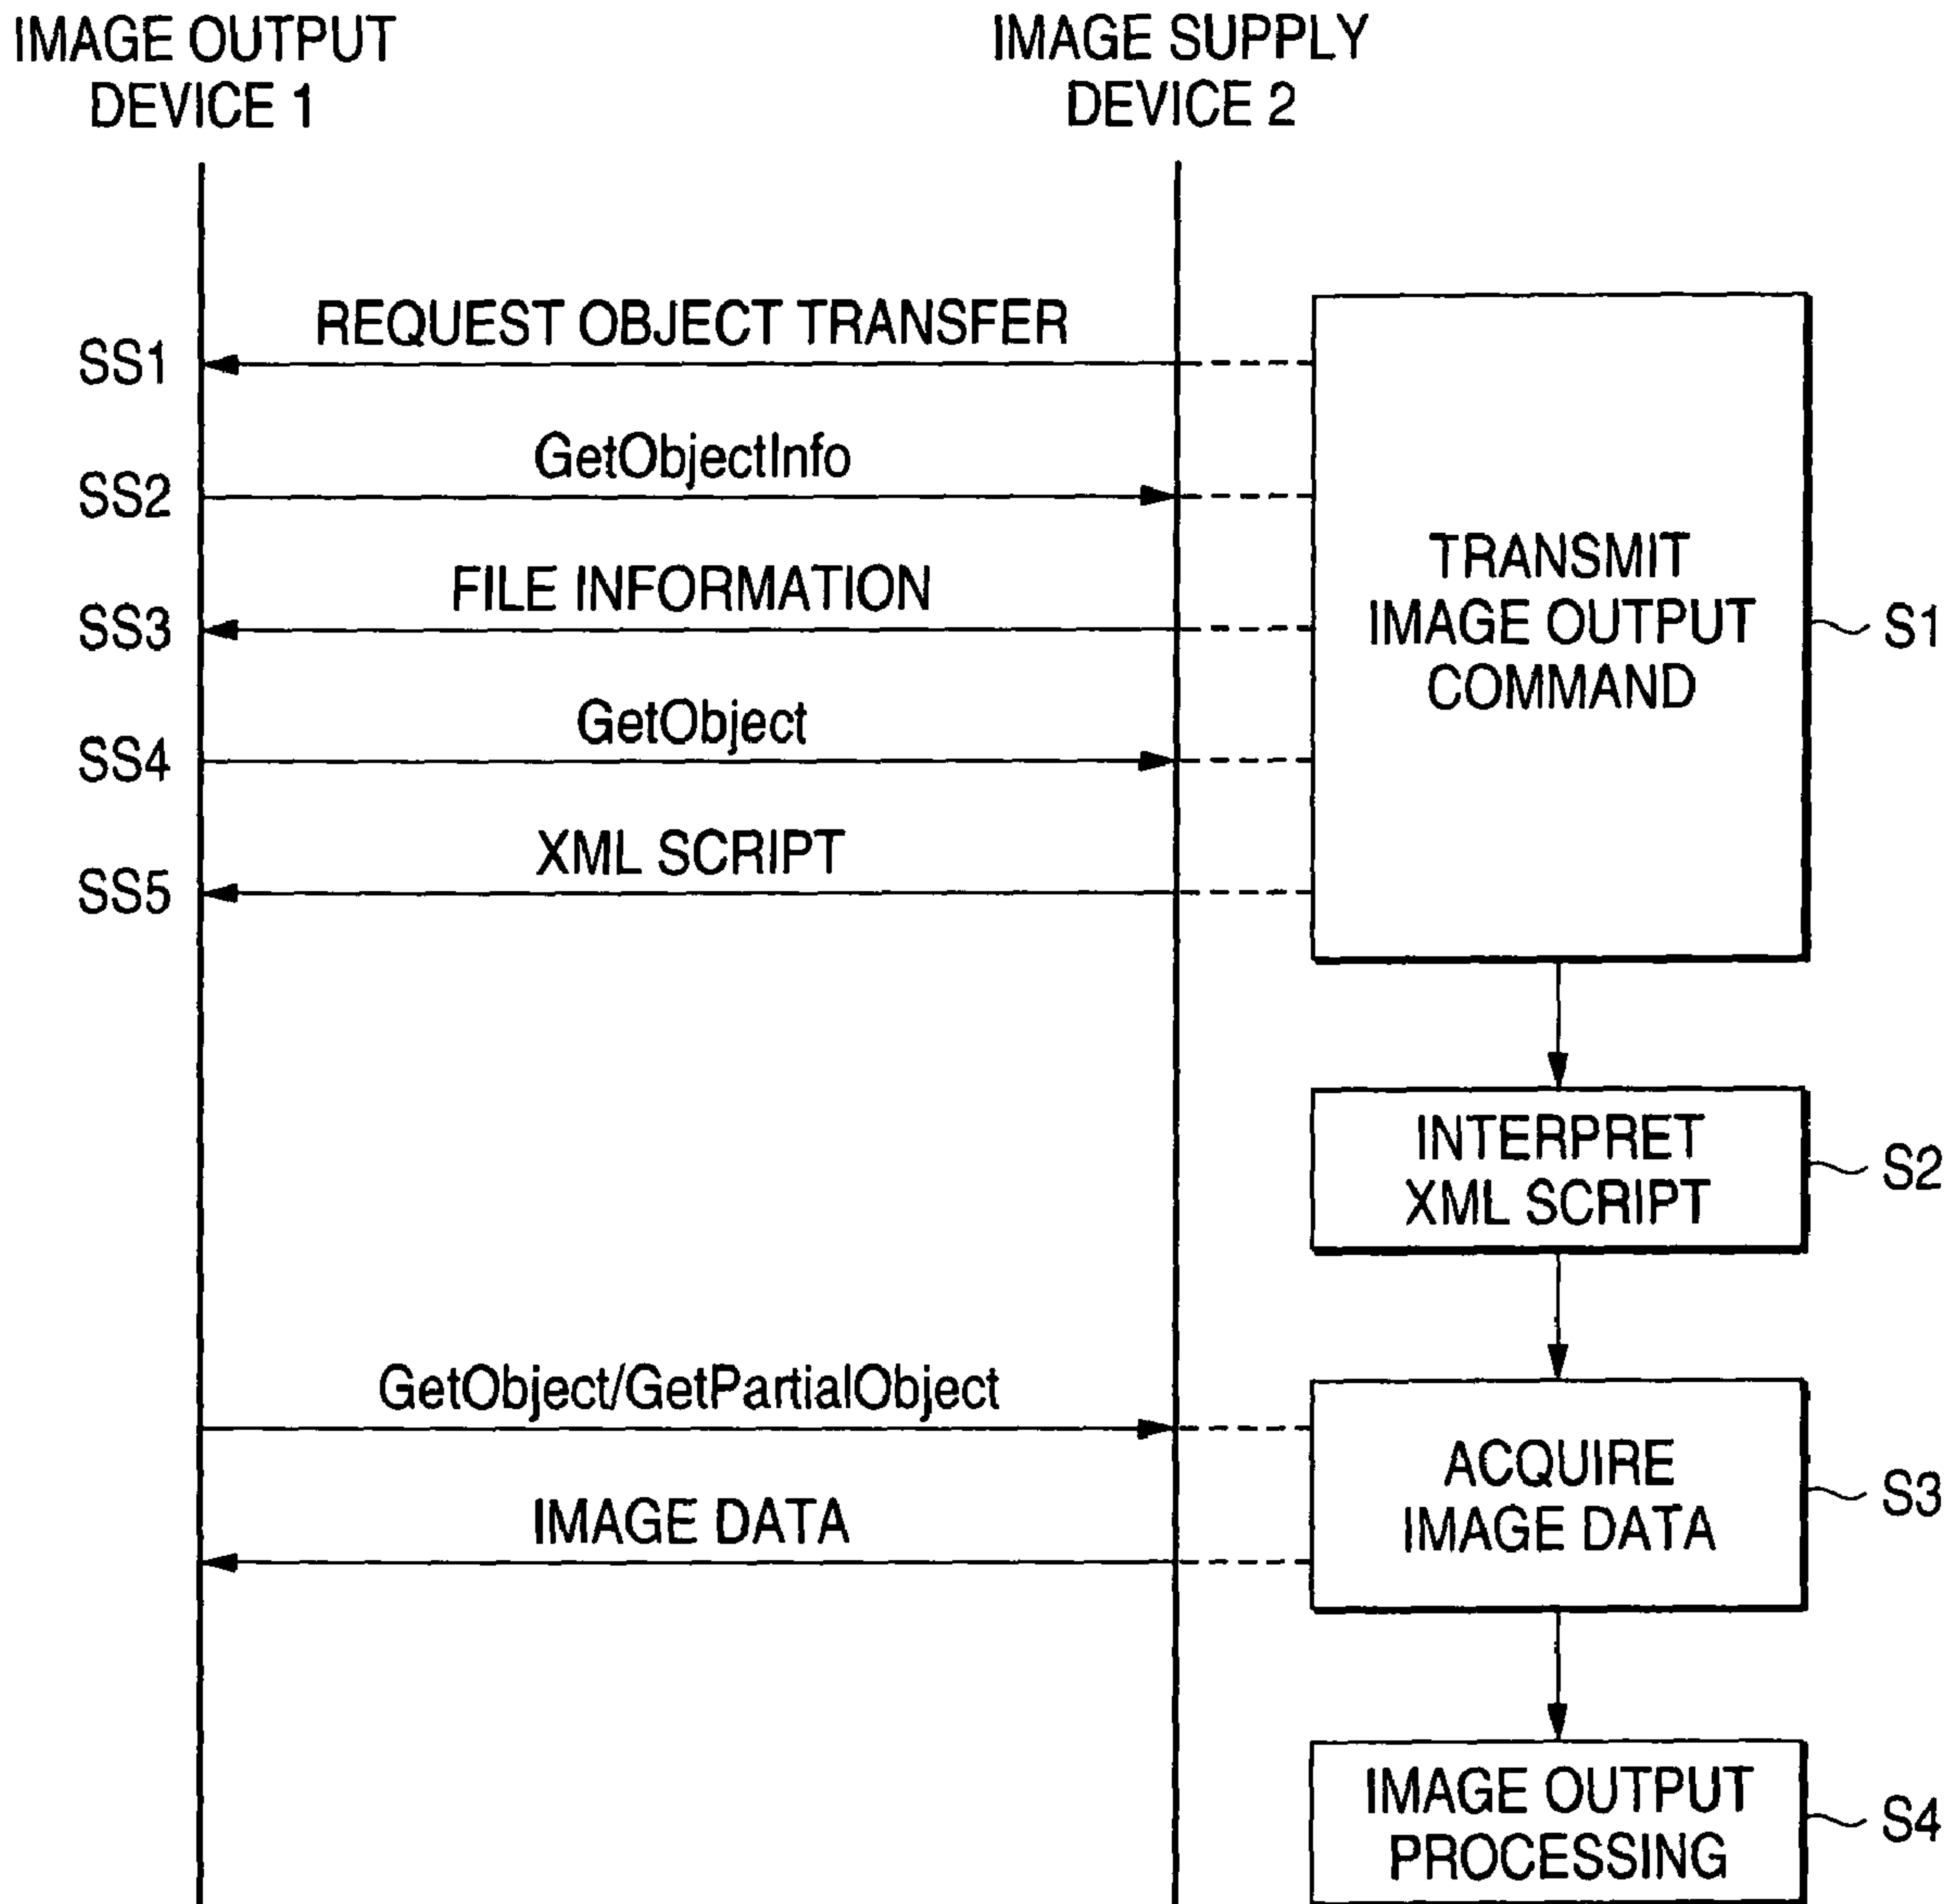 IMAGE OUTPUT
DEVICE 1
IMAGE SUPPLY
DEVICE 2
REQUEST OBJECT TRANSFER
SS1
GetObjectInfo
SS2
FILE INFORMATION
SS3
GetObject
SS4
XML SCRIPT
SS5
TRANSMIT
IMAGE OUTPUT
COMMAND
S1
INTERPRET
XML SCRIPT
S2
GetObject/GetPartialObject
IMAGE DATA
ACQUIRE
IMAGE DATA
S3
IMAGE OUTPUT
PROCESSING
S4